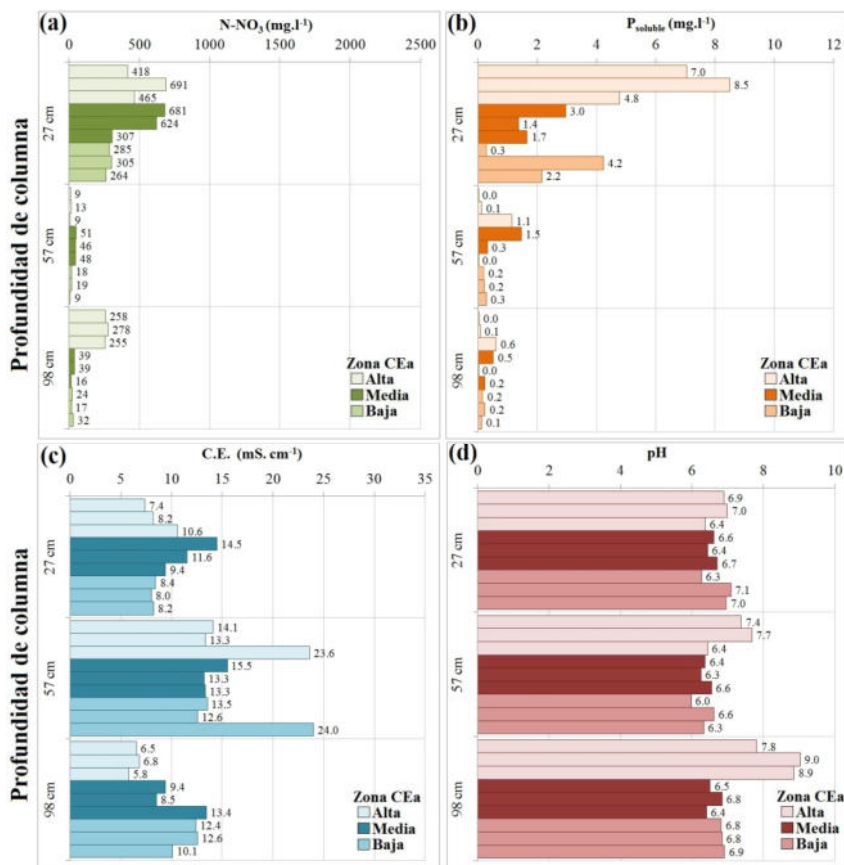 (a)
N-NO3 (mg.l-1)
0 500 1000 1500 2000 2500
418
691
465
681
624
307
285
305
264
9
13
9
51
46
48
18
19
9
258
278
255
39
39
16
24
17
32
27 cm
57 cm
98 cm
Profundidad de columna
Zona CEa
Alta
Media
Baja
(b)
Psoluble (mg.l-1)
0 2 4 6 8 10 12
7.0
8.5
4.8
3.0
1.4
1.7
0.3
4.2
2.2
0.0
0.1
1.1
1.5
0.3
0.0
0.2
0.2
0.3
0.0
0.1
0.6
0.5
0.0
0.2
0.2
0.2
0.1
27 cm
57 cm
98 cm
Zona CEa
Alta
Media
Baja
(c)
C.E. (mS. cm-1)
0 5 10 15 20 25 30 35
7.4
8.2
10.6
14.5
11.6
9.4
8.4
8.0
8.2
14.1
13.3
23.6
15.5
13.3
13.3
13.5
12.6
24.0
6.5
6.8
5.8
9.4
8.5
13.4
12.4
12.6
10.1
27 cm
57 cm
98 cm
Profundidad de columna
Zona CEa
Alta
Media
Baja
(d)
pH
0 2 4 6 8 10
6.9
7.0
6.4
6.6
6.4
6.7
6.3
7.1
7.0
7.4
7.7
6.4
6.4
6.3
6.6
6.0
6.6
6.3
7.8
9.0
8.9
6.5
6.8
6.4
6.8
6.8
6.9
27 cm
57 cm
98 cm
Zona CEa
Alta
Media
Baja